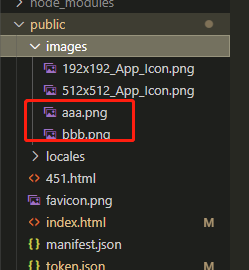 node_modules
public
images
192x192_App_Icon.png
512x512_App_Icon.png
aaa.png
bbb.png
locales
451.html
favicon.png
index.html M
manifest.json
token.json